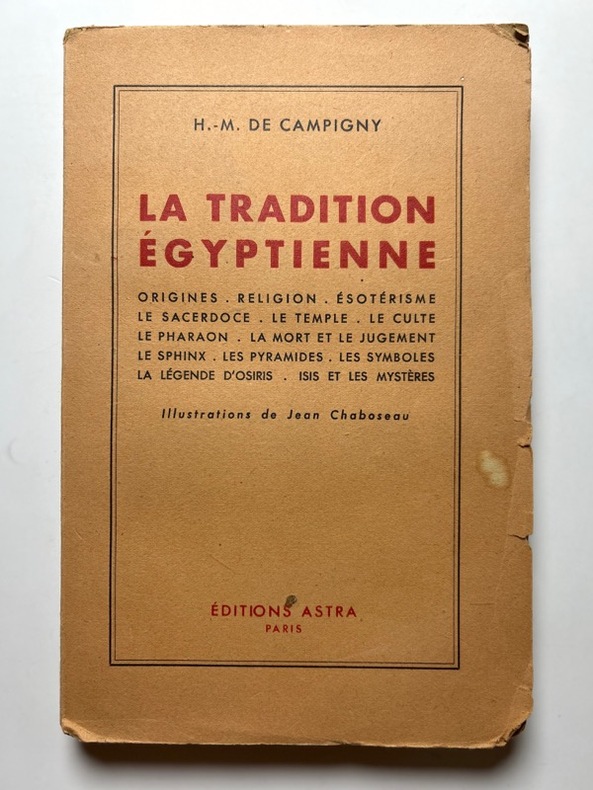 H.-M. DE CAMPIGNY
LA TRADITION
ÉGYPTIENNE
ORIGINES . RELIGION . ÉSOTÉRISME
LE SACERDOCE . LE TEMPLE . LE CULTE
LE PHARAON . LA MORT ET LE JUGEMENT
LE SPHINX . LES PYRAMIDES . LES SYMBOLES
LA LÉGENDE D'OSIRIS . ISIS ET LES MYSTÈRES
Illustrations de Jean Chaboseau
ÉDITIONS ASTRA
PARIS